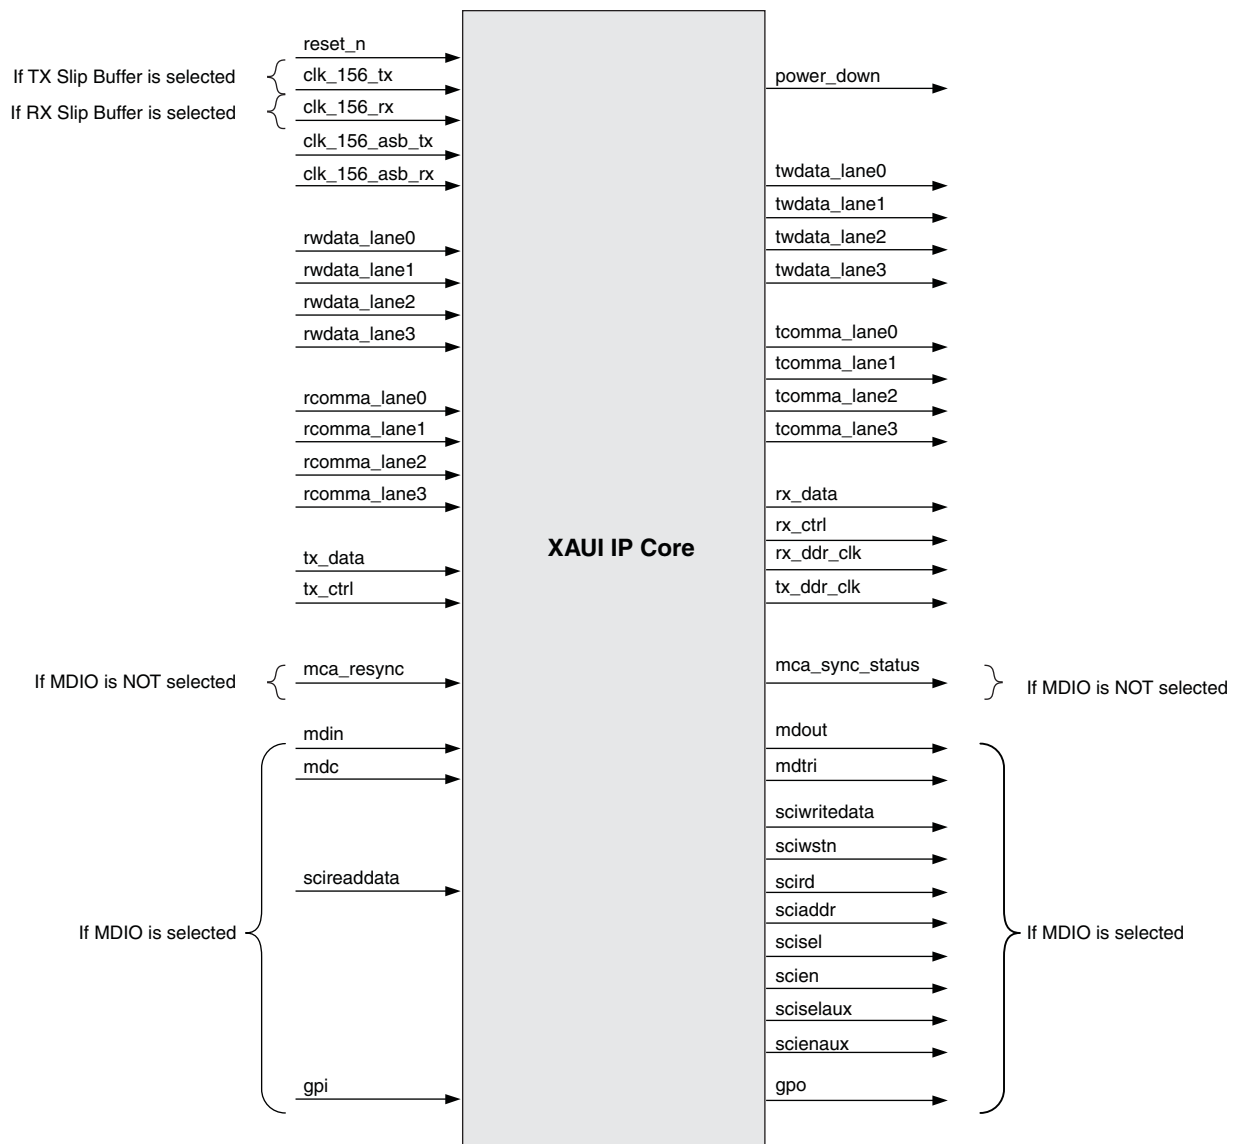 reset_n
If TX Slip Buffer is selected
clk_156_tx
power_down
If RX Slip Buffer is selected
clk_156_rx
clk_156_asb_tx
clk_156_asb_rx
twdata_lane0
twdata_lane1
rwdata_lane0
twdata_lane2
rwdata_lane1
twdata_lane3
rwdata_lane2
rwdata_lane3
tcomma_lane0
tcomma_lane1
rcomma_lane0
tcomma_lane2
rcomma_lane1
tcomma_lane3
rcomma_lane2
rcomma_lane3
rx_data
rx_ctrl
XAUI IP Core
rx_ddr_clk
tx_data
tx_ctrl
tx_ddr_clk
If MDIO is NOT selected
mca_resync
mca_sync_status
If MDIO is NOT selected
mdin
mdout
mdc
mdtri
sciwritedata
sciwstn
scireaddata
scird
sciaddr
If MDIO is selected
If MDIO is selected
scisel
scien
sciselaux
scienaux
gpi
gpo